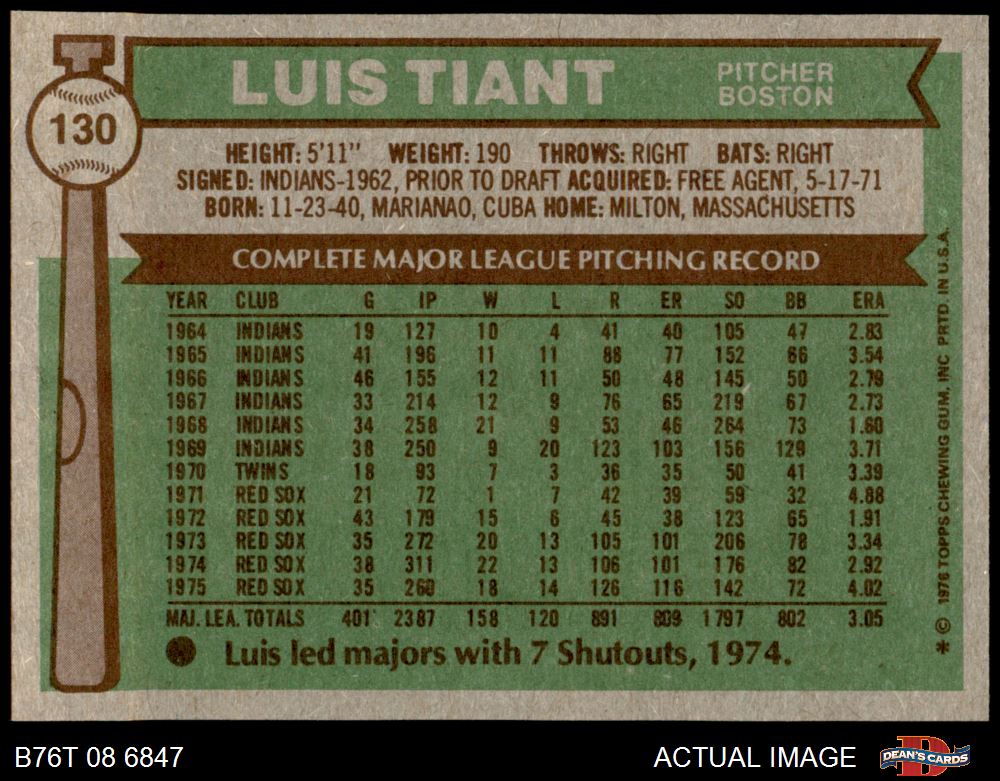 LUIS TIANT
PITCHER
BOSTON
130
HEIGHT: 5'11" WEIGHT: 190 THROWS: RIGHT BATS: RIGHT
SIGNED: INDIANS-1962, PRIOR TO DRAFT ACQUIRED: FREE AGENT, 5-17-71
BORN: 11-23-40, MARIANAO, CUBA HOME: MILTON, MASSACHUSETTS
COMPLETE MAJOR LEAGUE PITCHING RECORD
YEAR CLUB G IP W L R ER SO BB ERA
1964 INDIANS 19 127 10 4 41 40 105 47 2.83
1965 INDIANS 41 196 11 11 88 77 152 66 3.54
1966 INDIANS 46 155 12 11 50 48 145 50 2.79
1967 INDIANS 33 214 12 9 76 65 219 67 2.73
1968 INDIANS 34 258 21 9 53 46 264 73 1.60
1969 INDIANS 38 250 9 20 123 103 156 129 3.71
1970 TWINS 18 93 7 3 36 35 50 41 3.39
1971 RED SOX 21 72 1 7 42 39 59 32 4.88
1972 RED SOX 43 179 15 6 45 38 123 65 1.91
1973 RED SOX 35 272 20 13 105 101 206 78 3.34
1974 RED SOX 38 311 22 13 106 101 176 82 2.92
1975 RED SOX 35 260 18 14 126 116 142 72 4.02
MAJ. LEA. TOTALS 401 2387 158 120 891 809 1797 802 3.05
Luis led majors with 7 Shutouts, 1974.
* © 1976 TOPPS CHEWING GUM, INC PRTD. IN U.S.A.
B76T 08 6847
ACTUAL IMAGE
DEAN'S CARDS